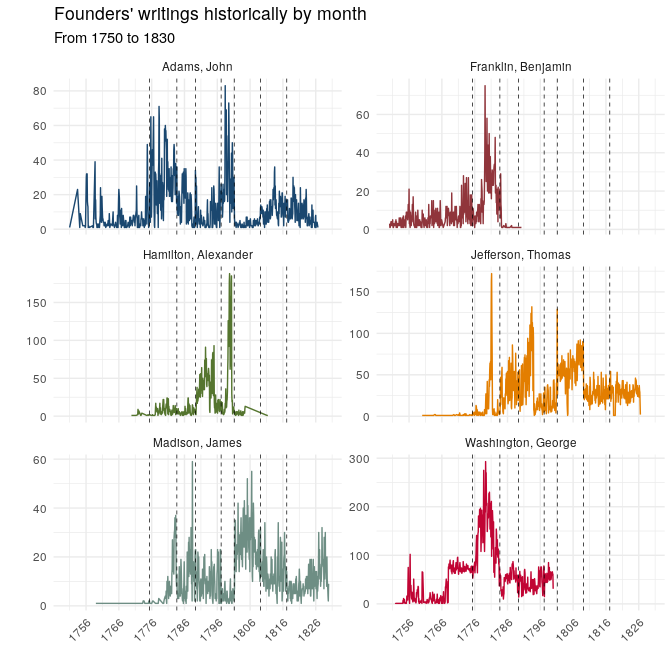 Founders' writings historically by month
From 1750 to 1830
Adams, John
Franklin, Benjamin
80
60
40
20
0
60
40
20
0
Hamilton, Alexander
Jefferson, Thomas
150
100
50
0
150
100
50
0
Madison, James
Washington, George
60
40
20
0
300
200
100
0
1756 1766 1776 1786 1796 1806 1816 1826
1756 1766 1776 1786 1796 1806 1816 1826